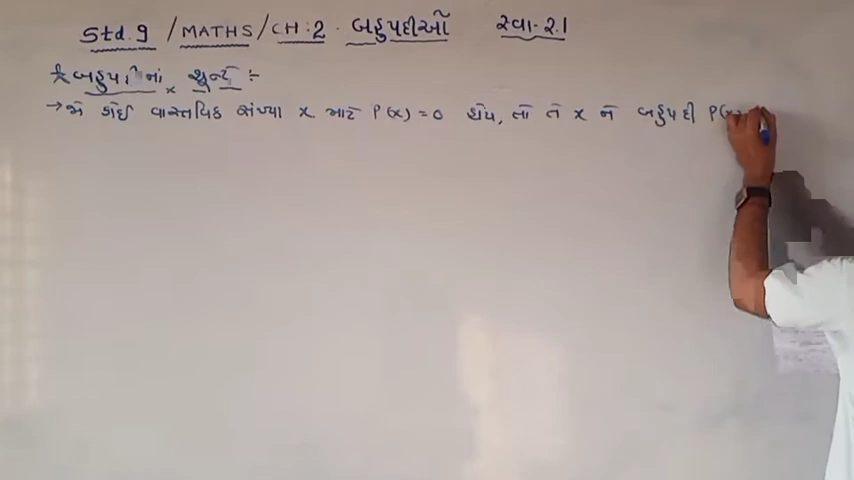 Std.9 /MATHS/CH:2. બહુપદીઓ સ્વા-2.1
* બહુપદીનાં શૂન્ય :-
→ જો કોઈ વાસ્તવિક સંખ્યા x માટે P(x) = 0 હોય, તો તે x ને બહુપદી P(x)